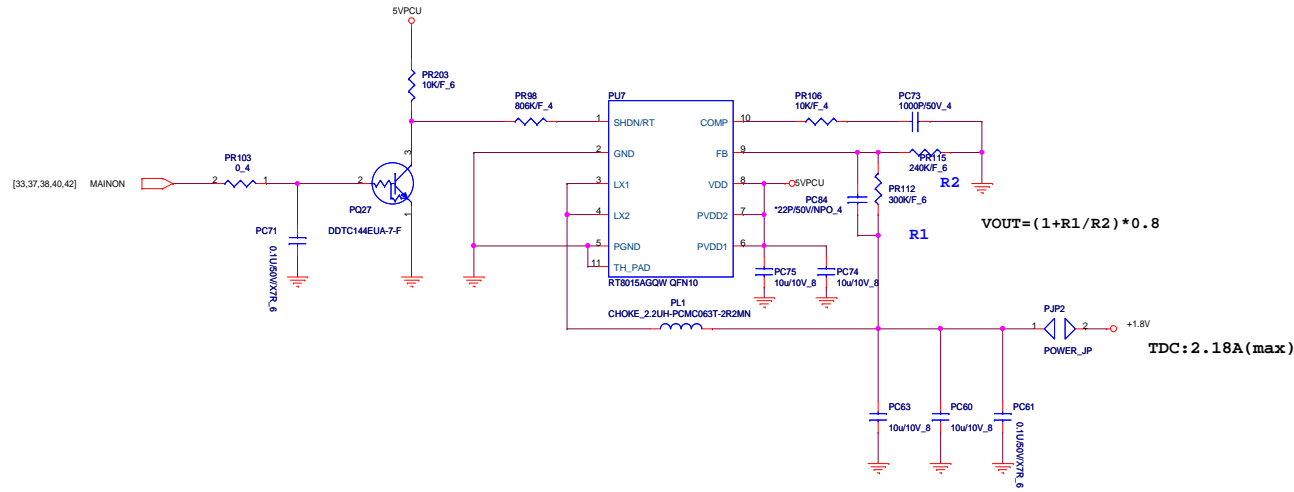 5VPCU
PR203
10K/F_6
PR98
806K/F_4
PU7
PR106
10K/F_4
PC73
1000P/50V_4
1
SHDN/RT
COMP
10
2
GND
FB
9
PR115
240K/F_6
R2
3
LX1
VDD
8
5VPCU
4
LX2
PVDD2
7
5
PGND
PVDD1
6
11
TH_PAD
RT8015AGQW QFN10
PC84
*22P/50V/NPO_4
PR112
300K/F_6
R1
VOUT=(1+R1/R2)*0.8
[33,37,38,40,42]
MAINON
2
PR103
0_4
1
2
3
1
PQ27
DDTC144EUA-7-F
PC71
0.1U/50V/X7R_6
PC75
10u/10V_8
PC74
10u/10V_8
PL1
CHOKE_2.2UH-PCMC063T-2R2MN
PJP2
1
2
POWER_JP
+1.8V
TDC:2.18A(max)
PC63
10u/10V_8
PC60
10u/10V_8
PC61
0.1U/50V/X7R_6